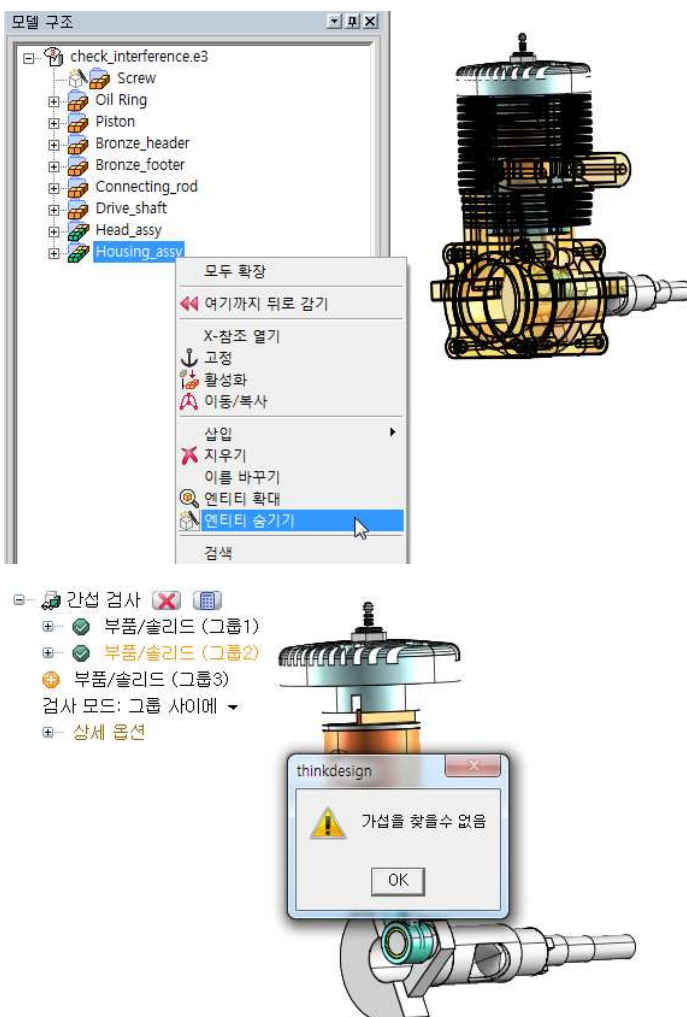 모델 구조
check_interference.e3
Screw
Oil Ring
Piston
Bronze_header
Bronze_footer
Connecting_rod
Drive_shaft
Head_assy
Housing_assy
모두 확장
여기까지 뒤로 감기
X-참조 열기
고정
활성화
이동/복사
삽입
지우기
이름 바꾸기
엔티티 확대
엔티티 숨기기
검색
간섭 검사
부품/솔리드 (그룹1)
부품/솔리드 (그룹2)
부품/솔리드 (그룹3)
검사 모드: 그룹 사이에
상세 옵션
thinkdesign
가섭을 찾을수 없음
OK